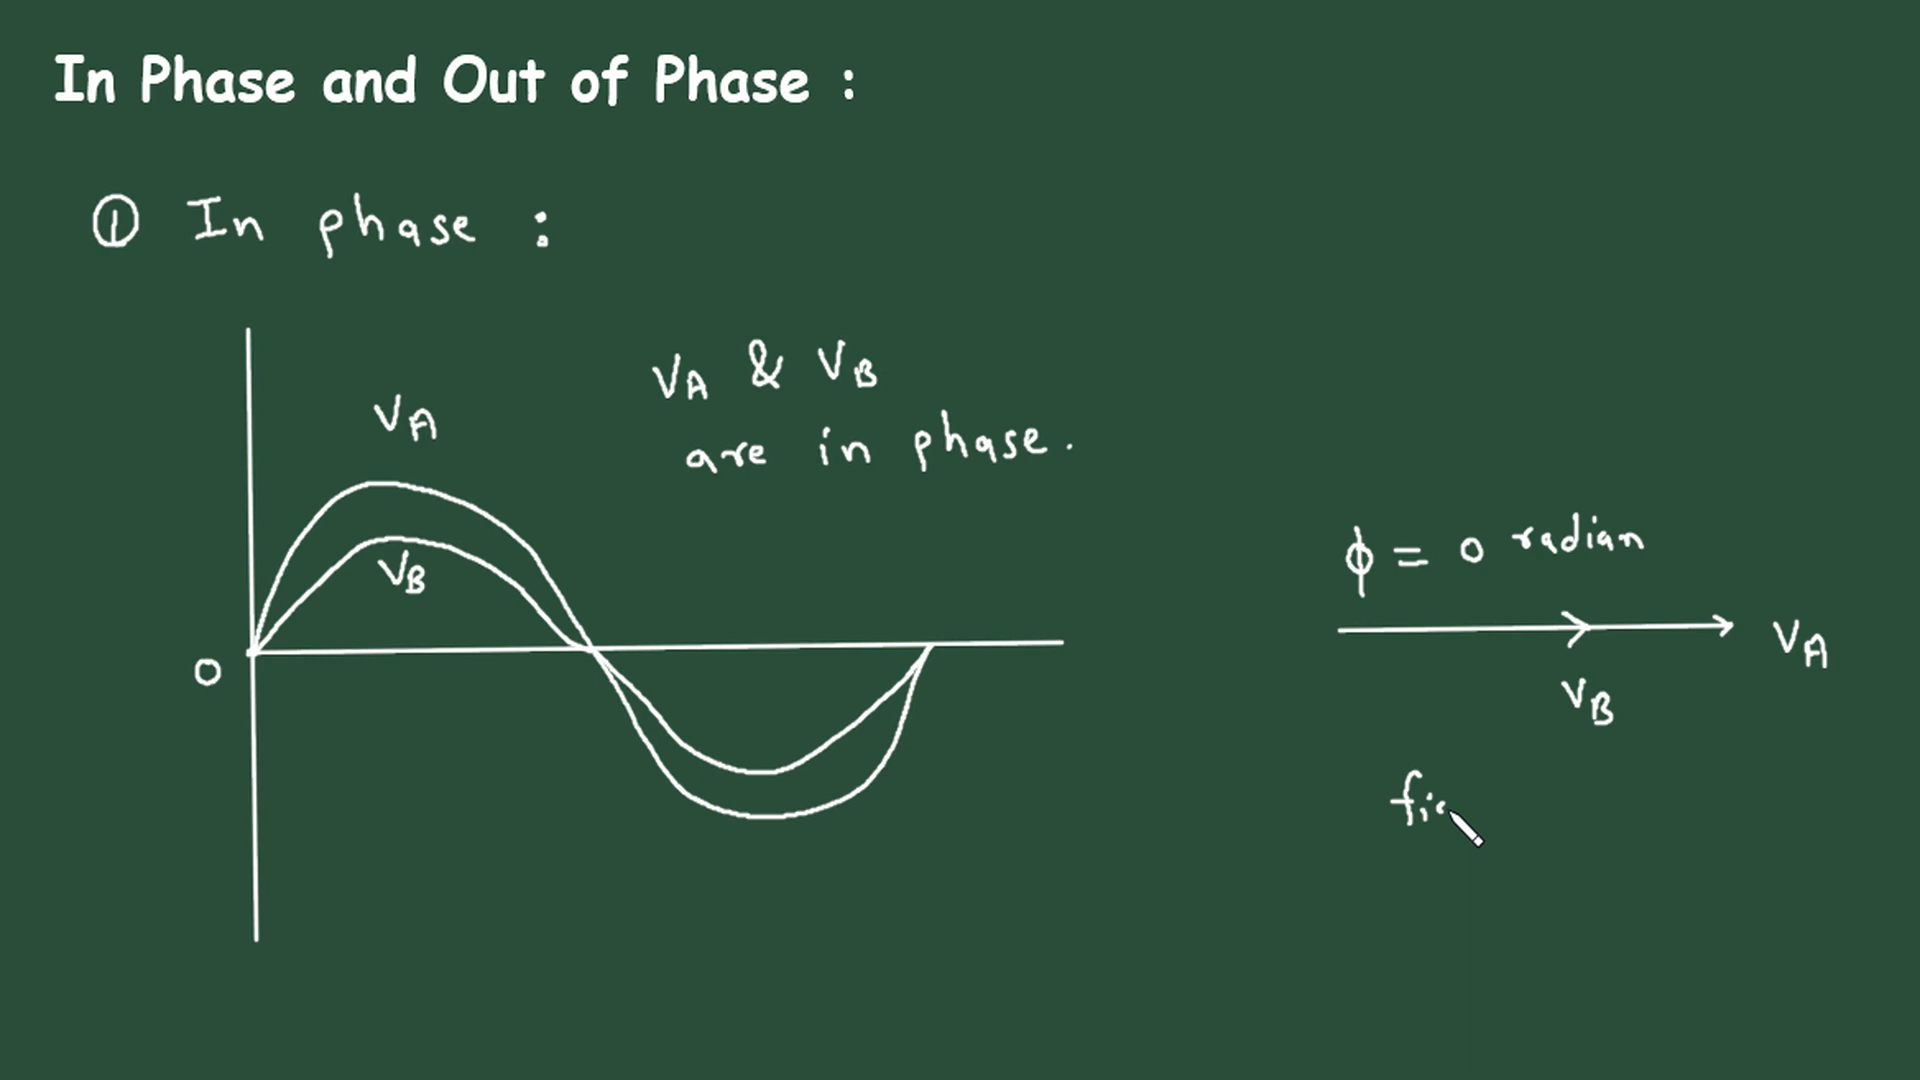 In Phase and Out of Phase :
① In phase :
VA & VB
are in phase.
VA
VB
0
ϕ = 0 radian
VA
VB